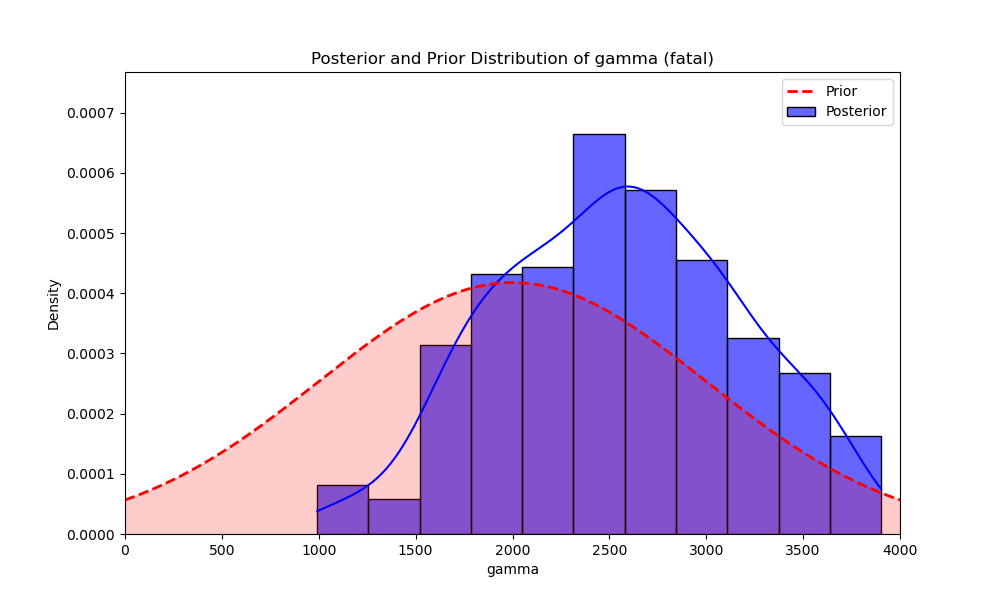 Posterior and Prior Distribution of gamma (fatal)
Prior
Posterior
0.0007
0.0006
0.0005
0.0004
0.0003
0.0002
0.0001
0.0000
Density
0 500 1000 1500 2000 2500 3000 3500 4000
gamma